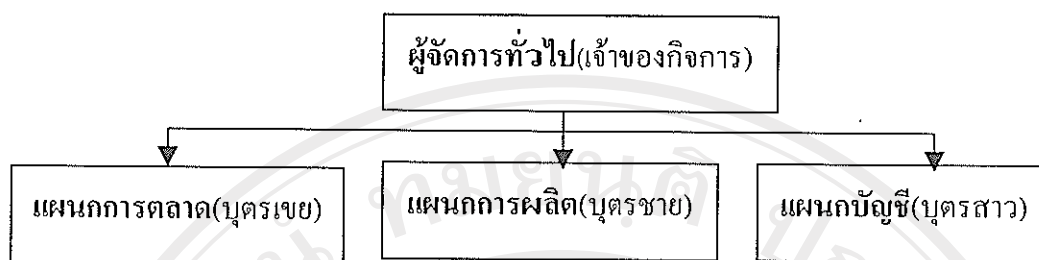 ผู้จัดการทั่วไป(เจ้าของกิจการ)
แผนกการตลาด(บุตรเขย)
แผนกการผลิต(บุตรชาย)
แผนกบัญชี(บุตรสาว)